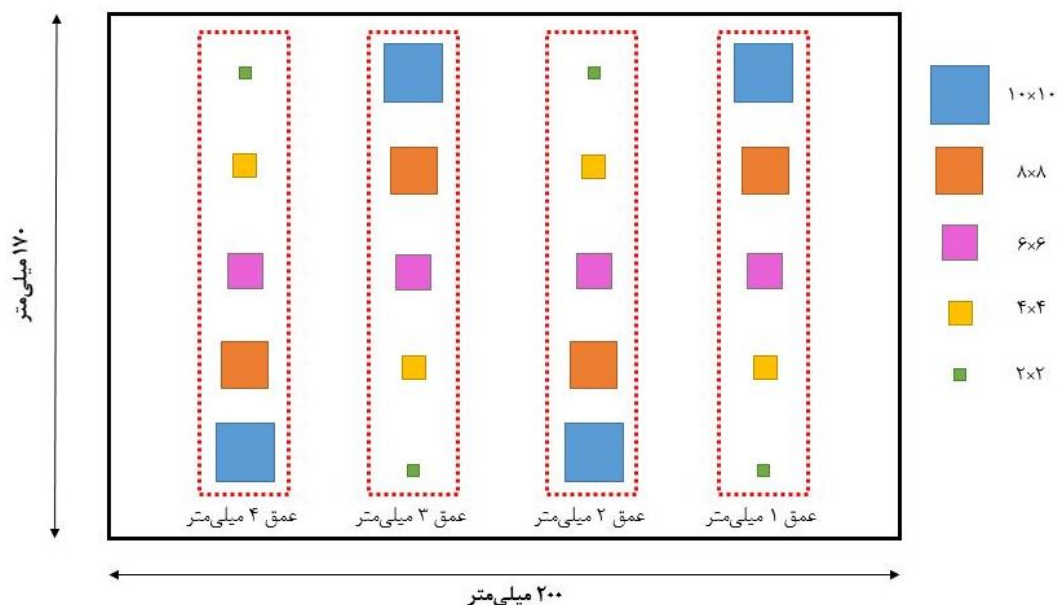 ۱۰×۱۰
۸×۸
۶×۶
۴×۴
۲×۲
عمق ۱ میلی‌متر
عمق ۲ میلی‌متر
عمق ۳ میلی‌متر
عمق ۴ میلی‌متر
۱۷۰ میلی‌متر
۲۰۰ میلی‌متر